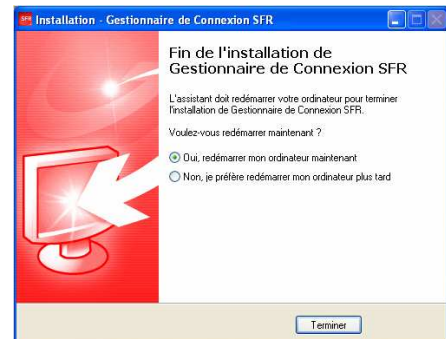 SFR Installation - Gestionnaire de Connexion SFR
Fin de l'installation de
Gestionnaire de Connexion SFR
L'assistant doit redémarrer votre ordinateur pour terminer
l'installation de Gestionnaire de Connexion SFR.
Voulez-vous redémarrer maintenant ?
Oui, redémarrer mon ordinateur maintenant
Non, je préfère redémarrer mon ordinateur plus tard
Terminer